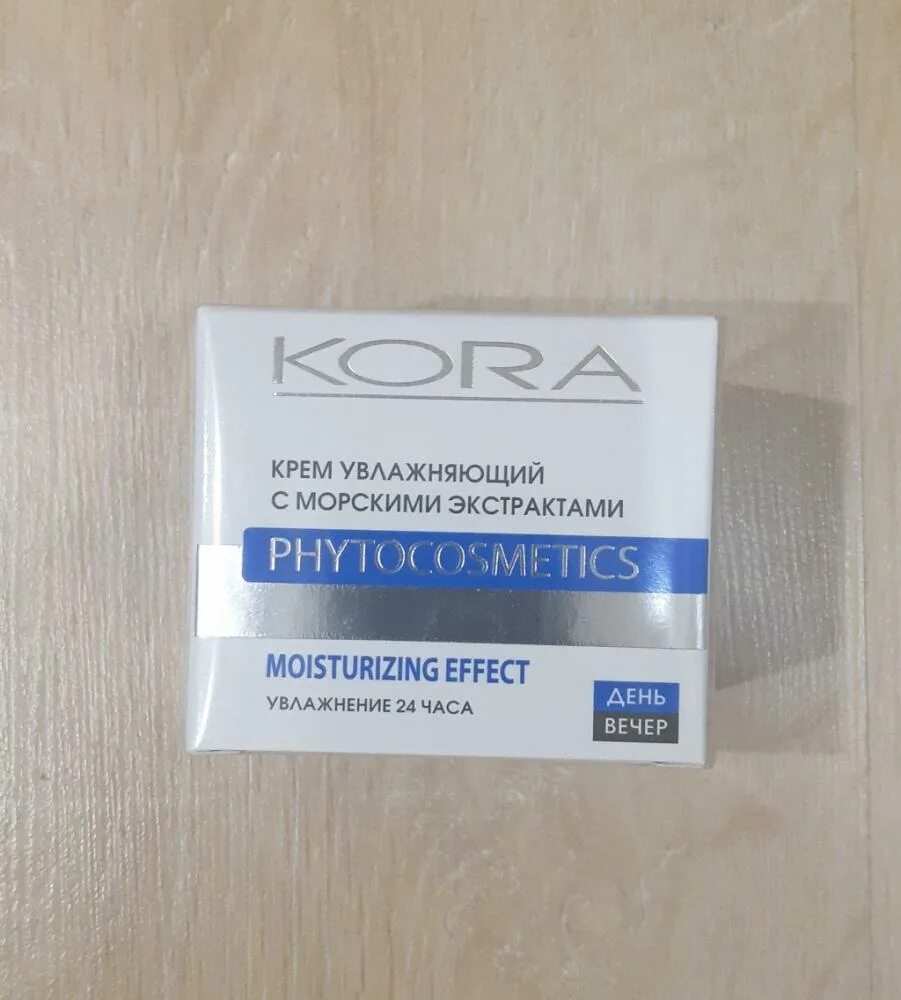 KORA
КРЕМ УВЛАЖНЯЮЩИЙ
С МОРСКИМИ ЭКСТРАКТАМИ
PHYTOCOSMETICS
MOISTURIZING EFFECT
УВЛАЖНЕНИЕ 24 ЧАСА
ДЕНЬ
ВЕЧЕР